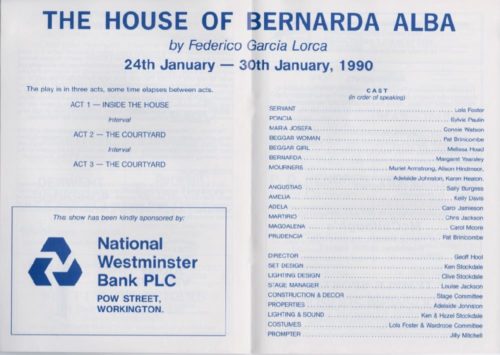 THE HOUSE OF BERNARDA ALBA
by Federico Garcia Lorca
24th January — 30th January, 1990
The play is in three acts, some time elapses between acts.
ACT 1 — INSIDE THE HOUSE
Interval
ACT 2 — THE COURTYARD
Interval
ACT 3 — THE COURTYARD
The show has been kindly sponsored by:
National
Westminster
Bank PLC
POW STREET,
WORKINGTON.
CAST
(in order of speaking)
SERVANT Lola Foster
PONCIA Sylvia Paulin
MARIA JOSEFA Connie Watson
BEGGAR WOMAN Pat Brinicombe
BEGGAR GIRL Melissa Hoad
BERNARDA Margaret Yearsley
MOURNERS Muriel Armstrong, Alison Hinstmoor,
Adelaide Johnston, Karen Hearon.
ANGUSTIAS Sally Burgess
AMELIA Kelly Davis
ADELA Carol Jamieson
MARTIRIO Chris Jackson
MAGDALENA Carol Moore
PRUDENCIA Pat Brinicombe
DIRECTOR Geoff Hool
SET DESIGN Ken Stockdale
LIGHTING DESIGN Clive Stockdale
STAGE MANAGER Louise Jackson
CONSTRUCTION & DECOR Stage Committee
PROPERTIES Adelaide Johnston
LIGHTING & SOUND Ken & Hazel Stockdale
COSTUMES Lola Foster & Wardrobe Committee
PROMPTER Jilly Mitchell